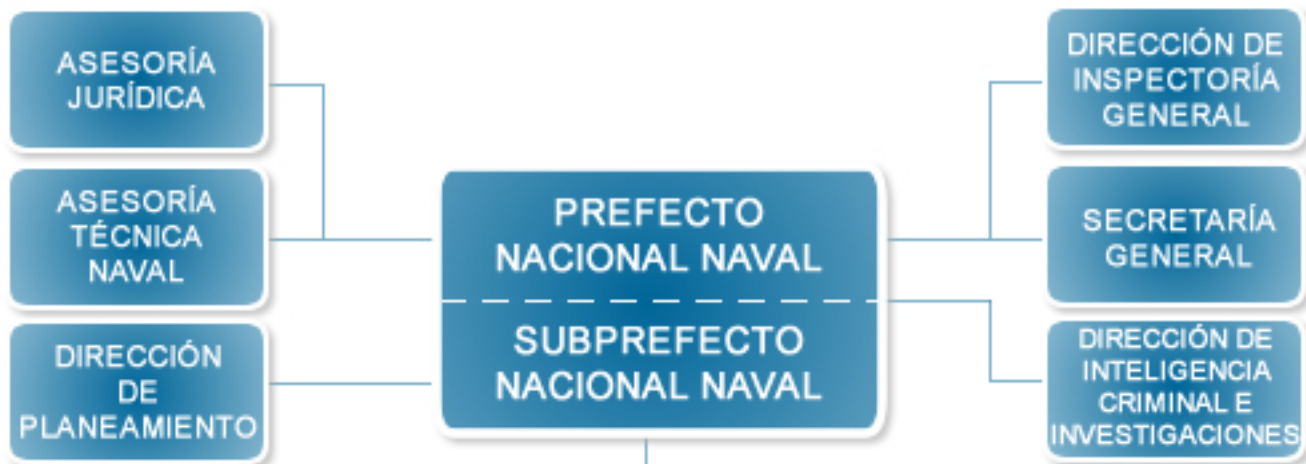 ASESORÍA
JURÍDICA
ASESORÍA
TÉCNICA
NAVAL
DIRECCIÓN
DE
PLANEAMIENTO
PREFECTO
NACIONAL NAVAL
SUBPREFECTO
NACIONAL NAVAL
DIRECCIÓN DE
INSPECTORÍA
GENERAL
SECRETARÍA
GENERAL
DIRECCIÓN DE
INTELIGENCIA
CRIMINAL E
INVESTIGACIONES